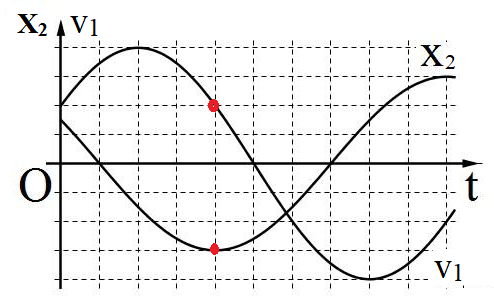 X₂ v₁
X₂
O t
v₁